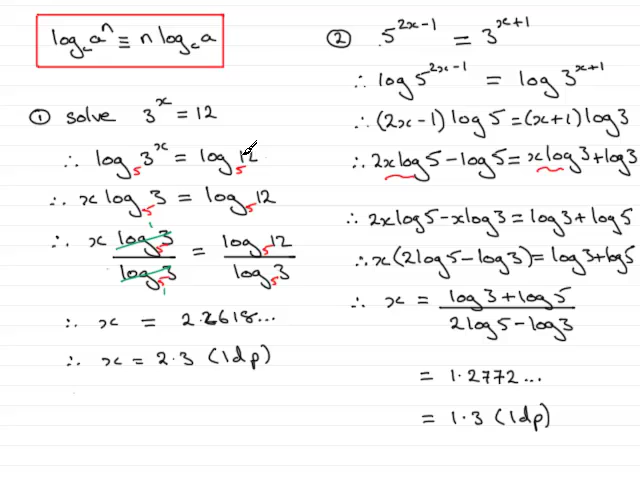 log_c a^n ≡ n log_c a
① solve 3^x = 12
∴ log_5 3^x = log_5 12
∴ x log_5 3 = log_5 12
∴ x log_5 3 / log_5 3 = log_5 12 / log_5 3
∴ x = 2.2618...
∴ x = 2.3 (1dp)
② 5^(2x-1) = 3^(x+1)
∴ log 5^(2x-1) = log 3^(x+1)
∴ (2x-1) log 5 = (x+1) log 3
∴ 2x log 5 - log 5 = x log 3 + log 3
∴ 2x log 5 - x log 3 = log 3 + log 5
∴ x (2 log 5 - log 3) = log 3 + log 5
∴ x = log 3 + log 5 / 2 log 5 - log 3
= 1.2772...
= 1.3 (1dp)